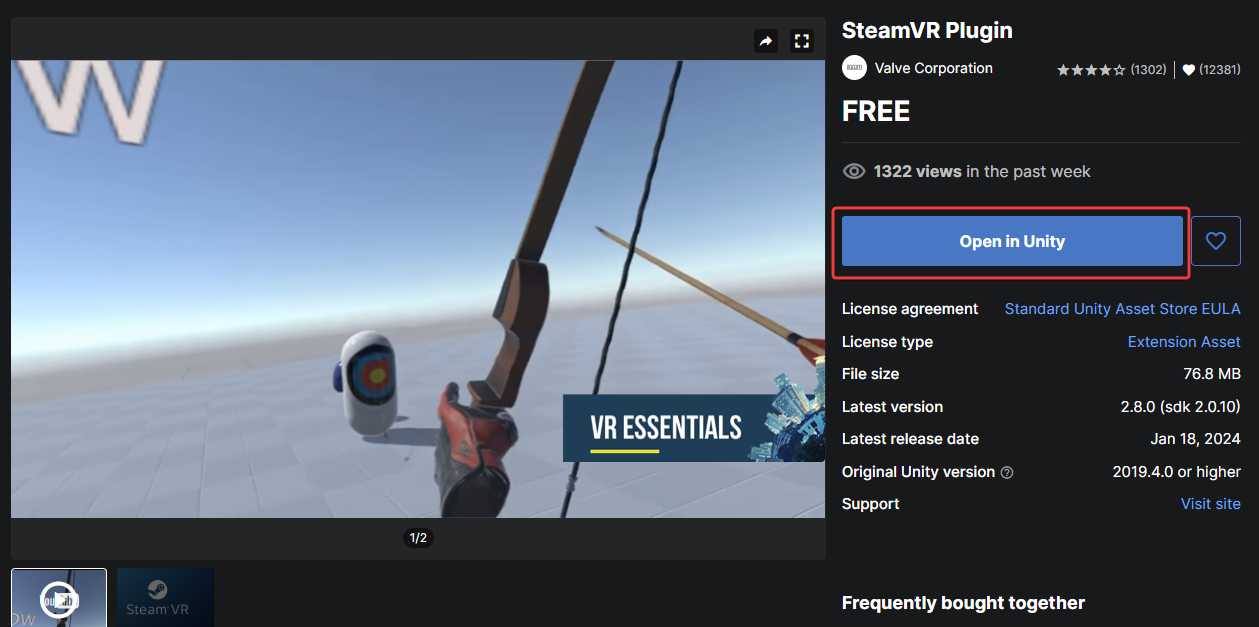 W
VR ESSENTIALS
1/2
Steam VR
SteamVR Plugin
Valve Corporation
(1302)
(12381)
FREE
1322 views in the past week
Open in Unity
License agreement Standard Unity Asset Store EULA
License type Extension Asset
File size 76.8 MB
Latest version 2.8.0 (sdk 2.0.10)
Latest release date Jan 18, 2024
Original Unity version 2019.4.0 or higher
Support Visit site
Frequently bought together